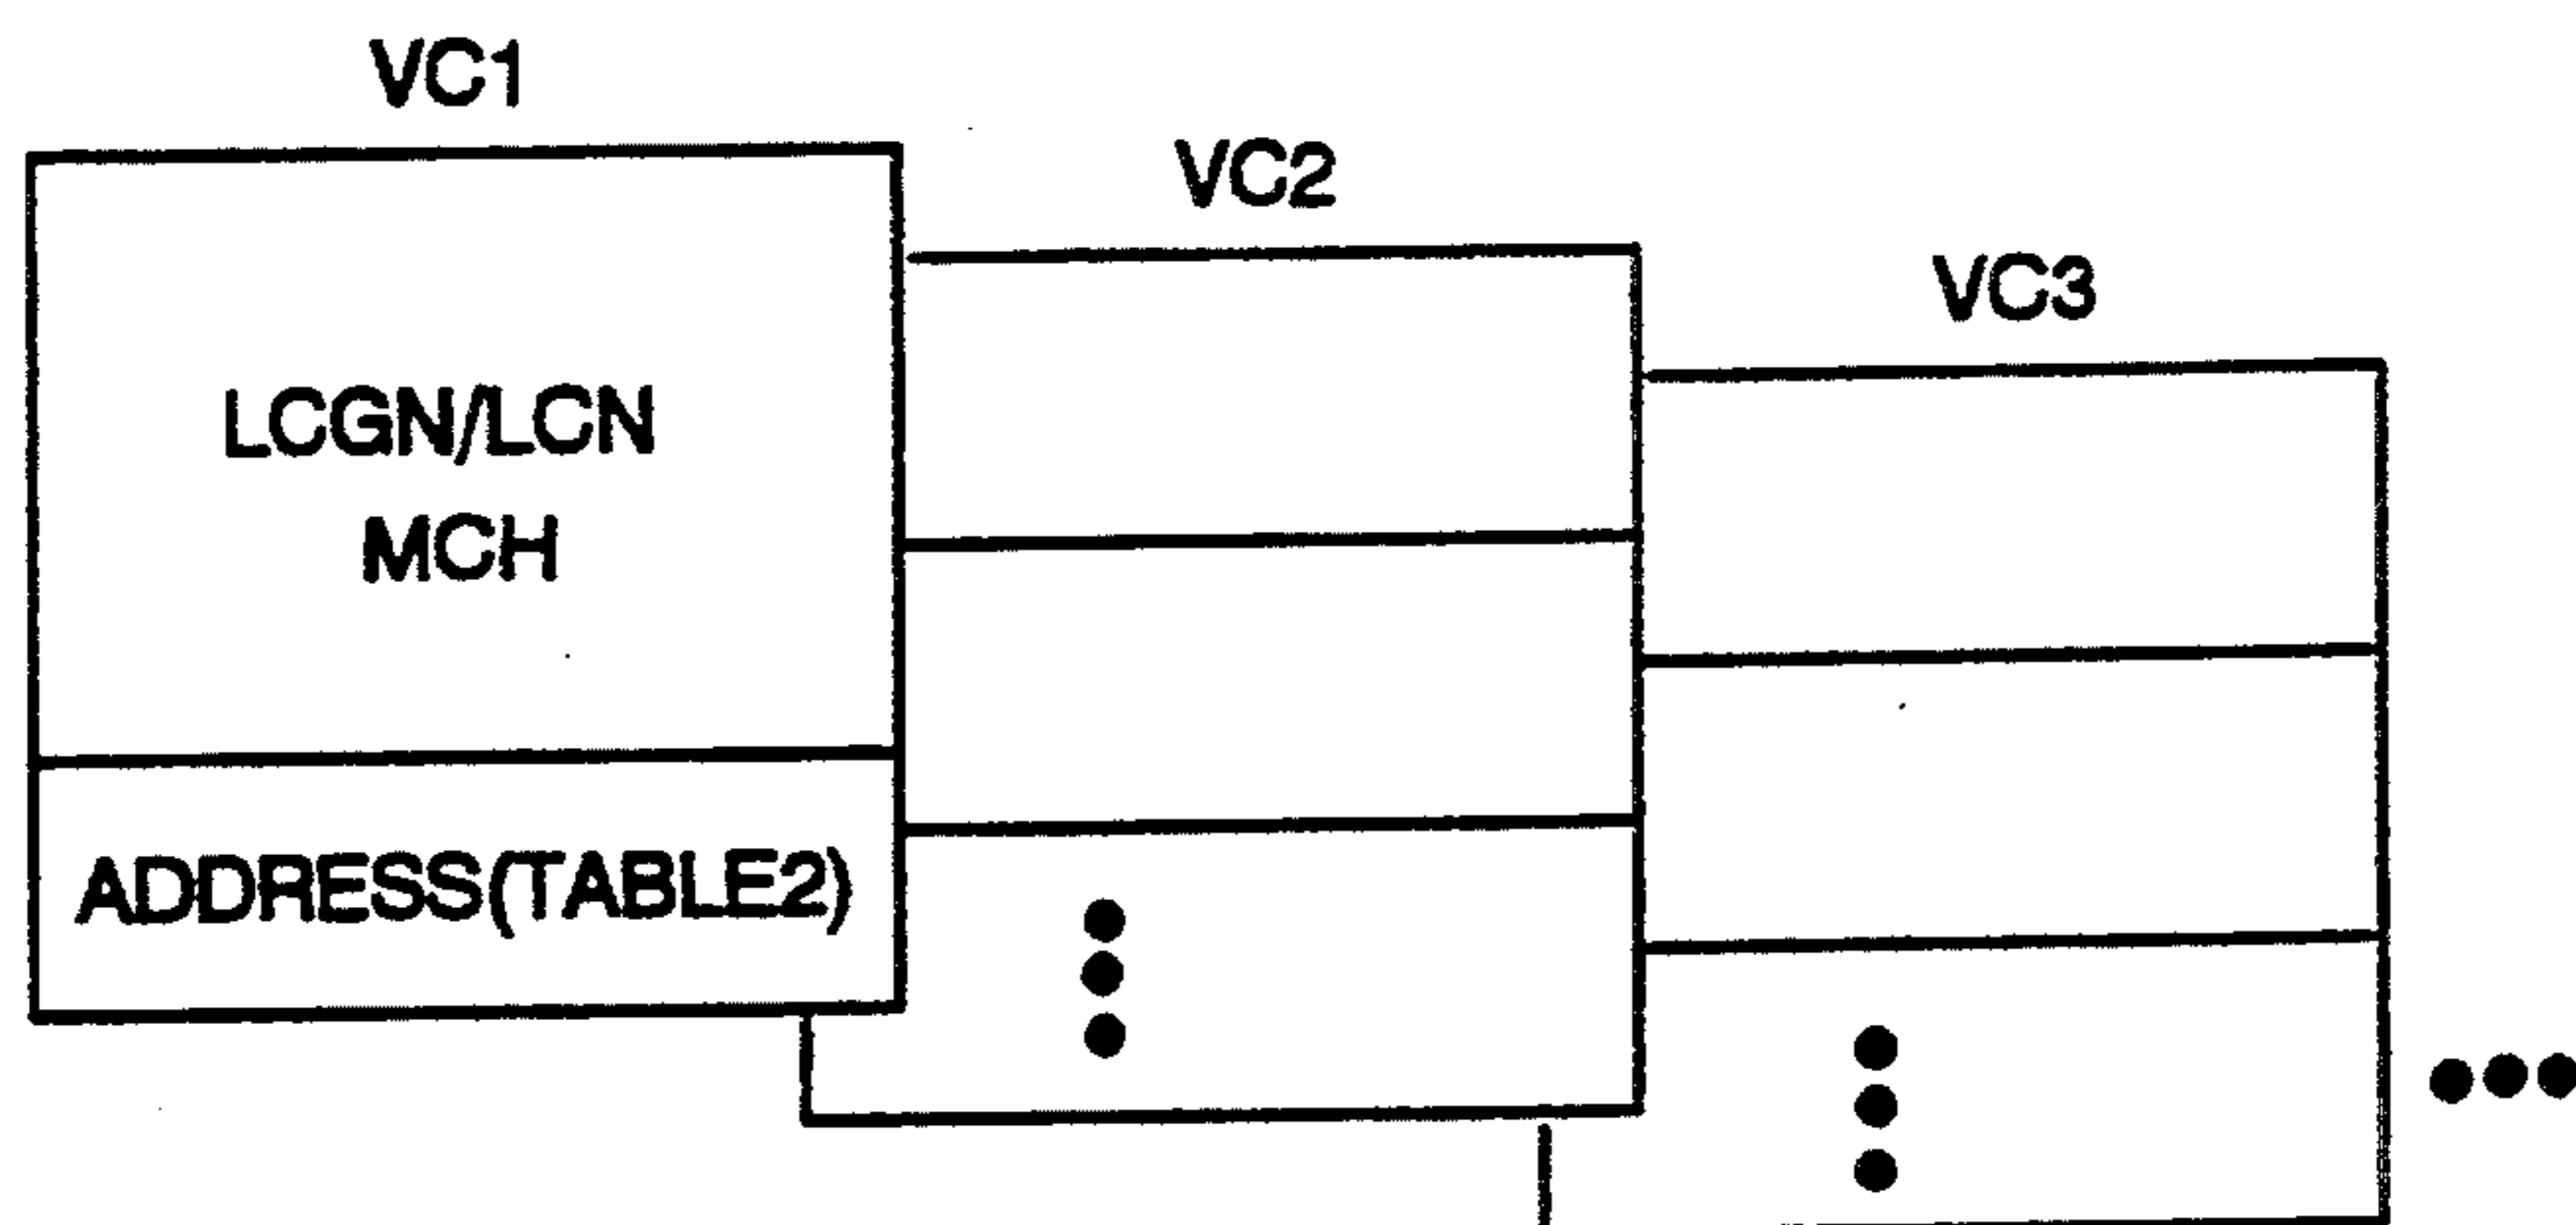 VC1
VC2
VC3
LCGN/LCN
MCH
ADDRESS(TABLE2)